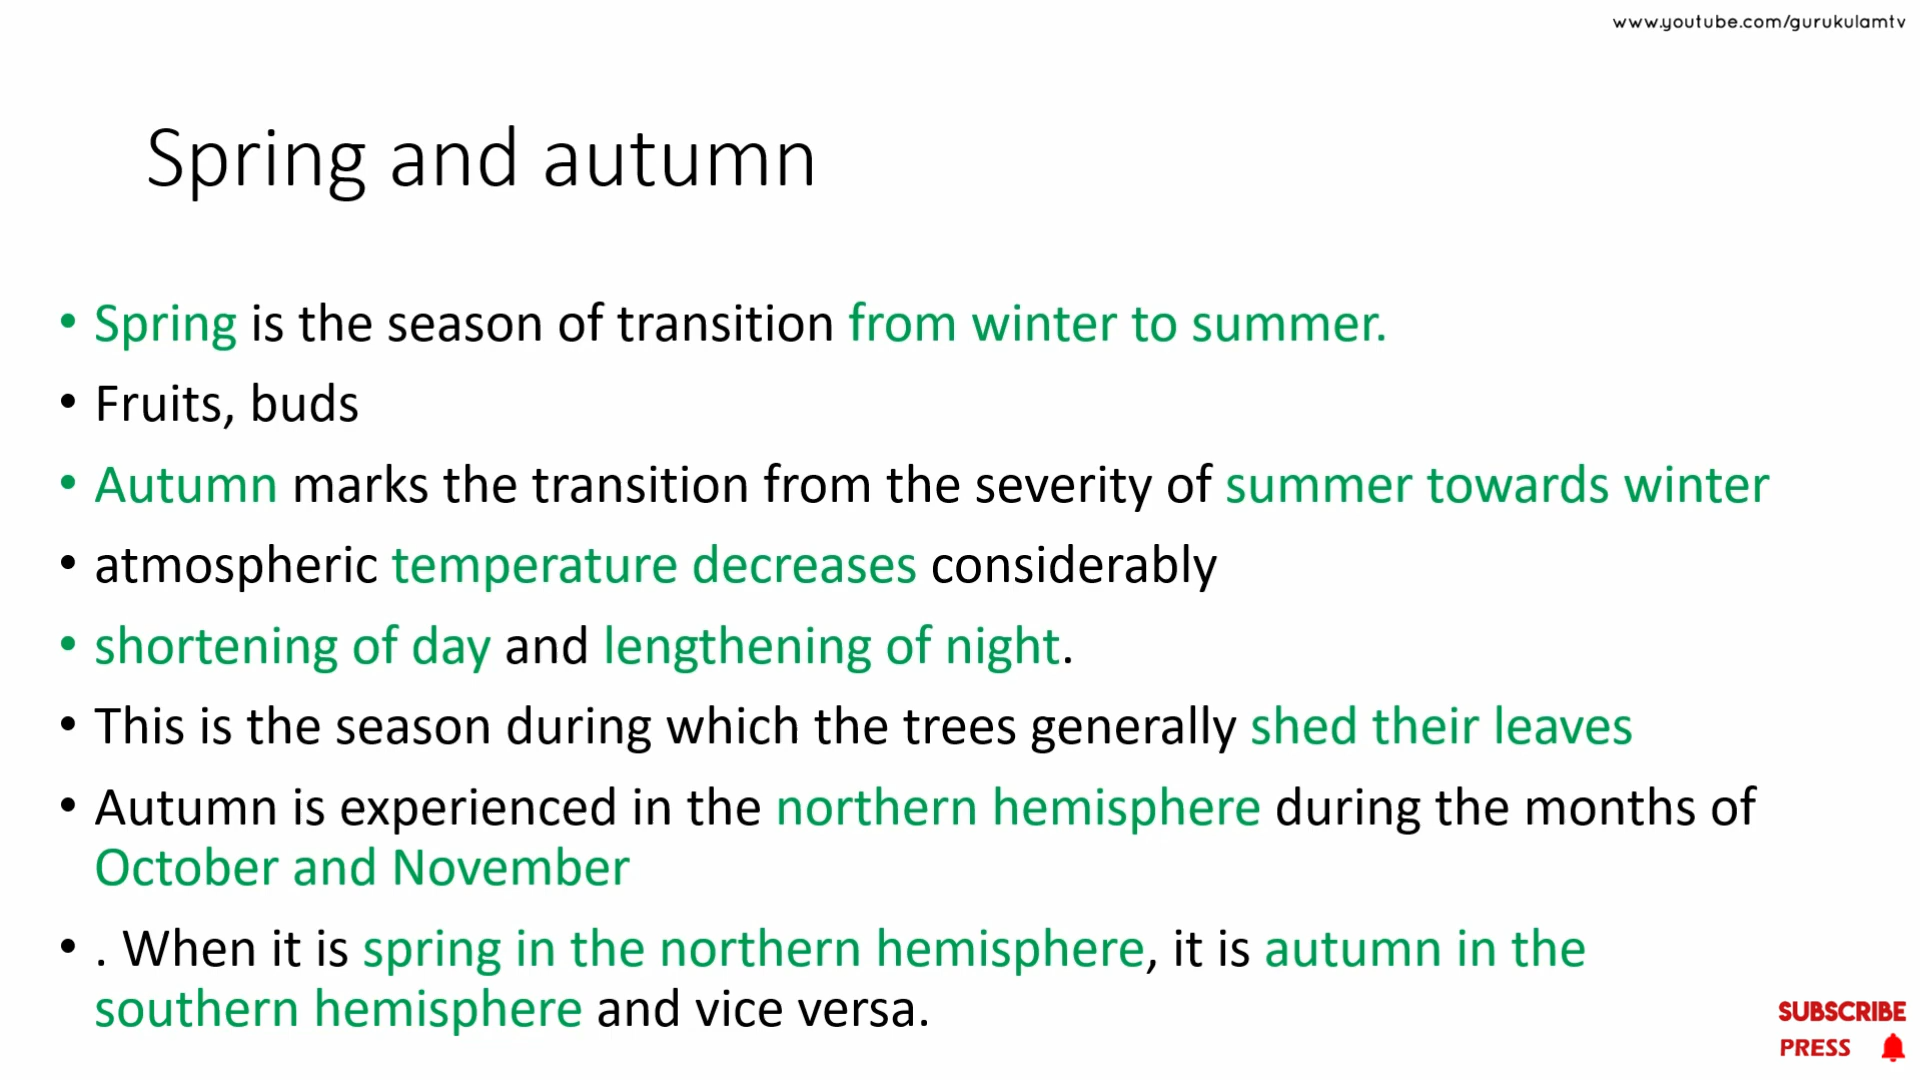 www.youtube.com/gurukulamtv
Spring and autumn
• Spring is the season of transition from winter to summer.
• Fruits, buds
• Autumn marks the transition from the severity of summer towards winter
• atmospheric temperature decreases considerably
• shortening of day and lengthening of night.
• This is the season during which the trees generally shed their leaves
• Autumn is experienced in the northern hemisphere during the months of
October and November
• . When it is spring in the northern hemisphere, it is autumn in the
southern hemisphere and vice versa.
SUBSCRIBE
PRESS